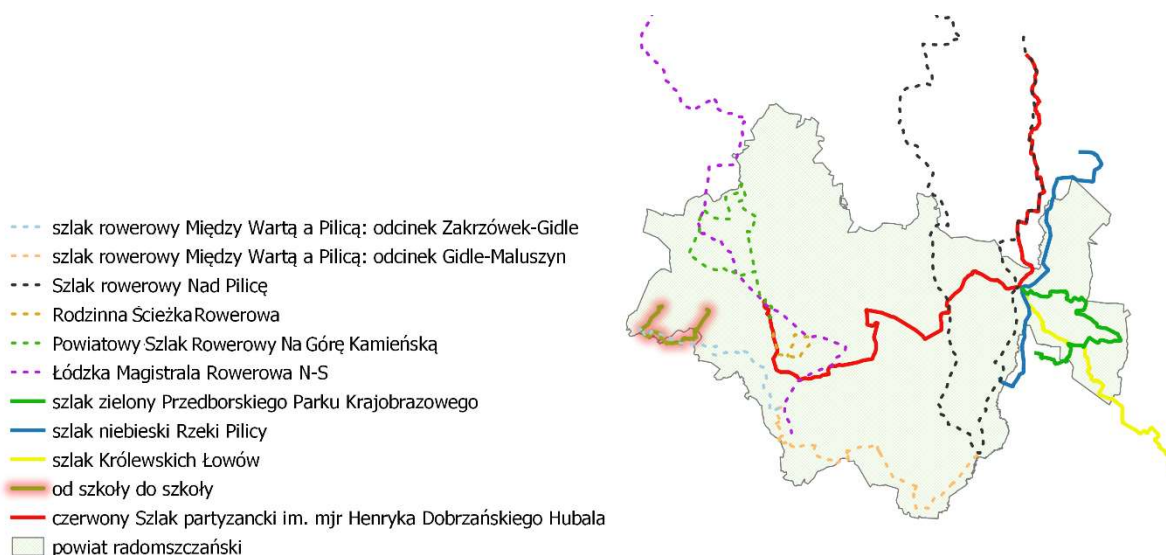 szlak rowerowy Między Wartą a Pilicą: odcinek Zakrzówek-Gidle
szlak rowerowy Między Wartą a Pilicą: odcinek Gidle-Maluszyn
Szlak rowerowy Nad Pilicę
Rodzinna ŚcieżkaRowerowa
Powiatowy Szlak Rowerowy Na Górę Kamieńską
Łódzka Magistrala Rowerowa N-S
szlak zielony Przedborskiego Parku Krajobrazowego
szlak niebieski Rzeki Pilicy
szlak Królewskich Łowów
od szkoły do szkoły
czerwony Szlak partyzancki im. mjr Henryka Dobrzańskiego Hubala
powiat radomszczański